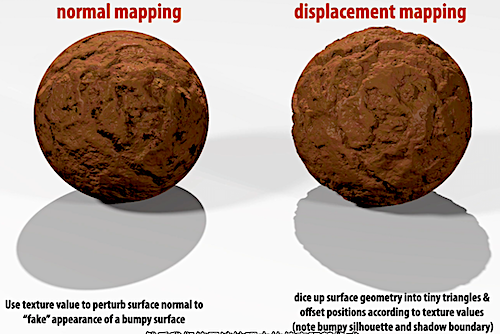 normal mapping
displacement mapping
Use texture value to perturb surface normal to
“fake” appearance of a bumpy surface
dice up surface geometry into tiny triangles &
offset positions according to texture values
(note bumpy silhouette and shadow boundary)